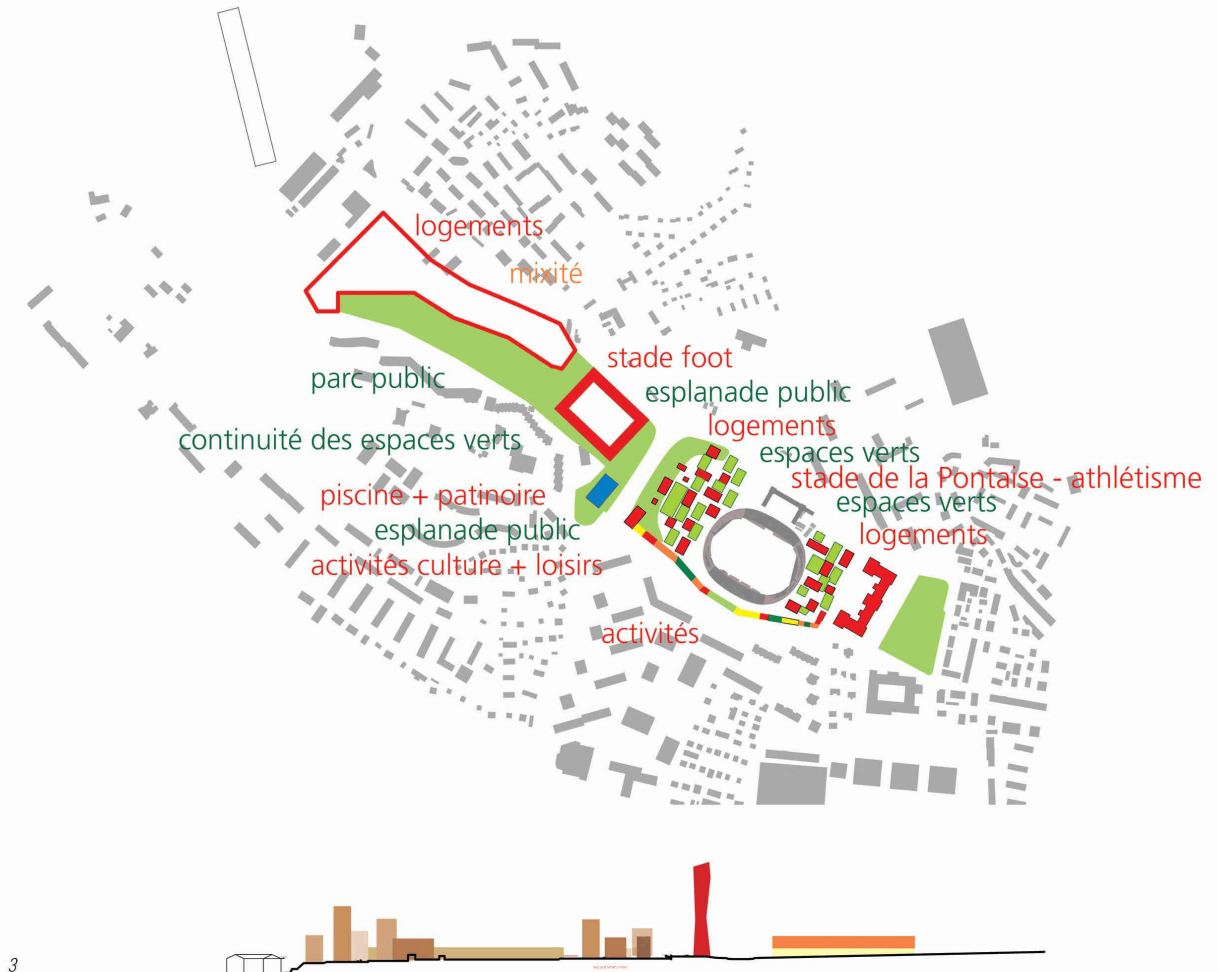 logements
mixité
stade foot
parc public
esplanade public
logements
continuité des espaces verts
espaces verts
stade de la Pontaise - athlétisme
piscine + patinoire
espaces verts
esplanade public
logements
activités culture + loisirs
activités
3